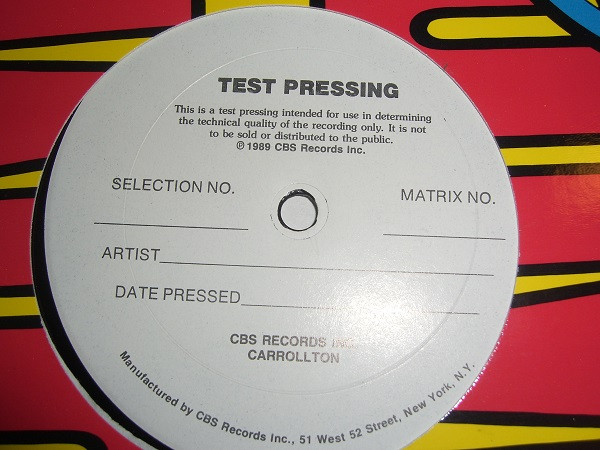 TEST PRESSING
This is a test pressing intended for use in determining
the technical quality of the recording only. It is not
to be sold or distributed to the public.
℗ 1989 CBS Records Inc.
SELECTION NO.
MATRIX NO.
ARTIST
DATE PRESSED
CBS RECORDS INC.
CARROLLTON
Manufactured by CBS Records Inc., 51 West 52 Street, New York, N.Y.